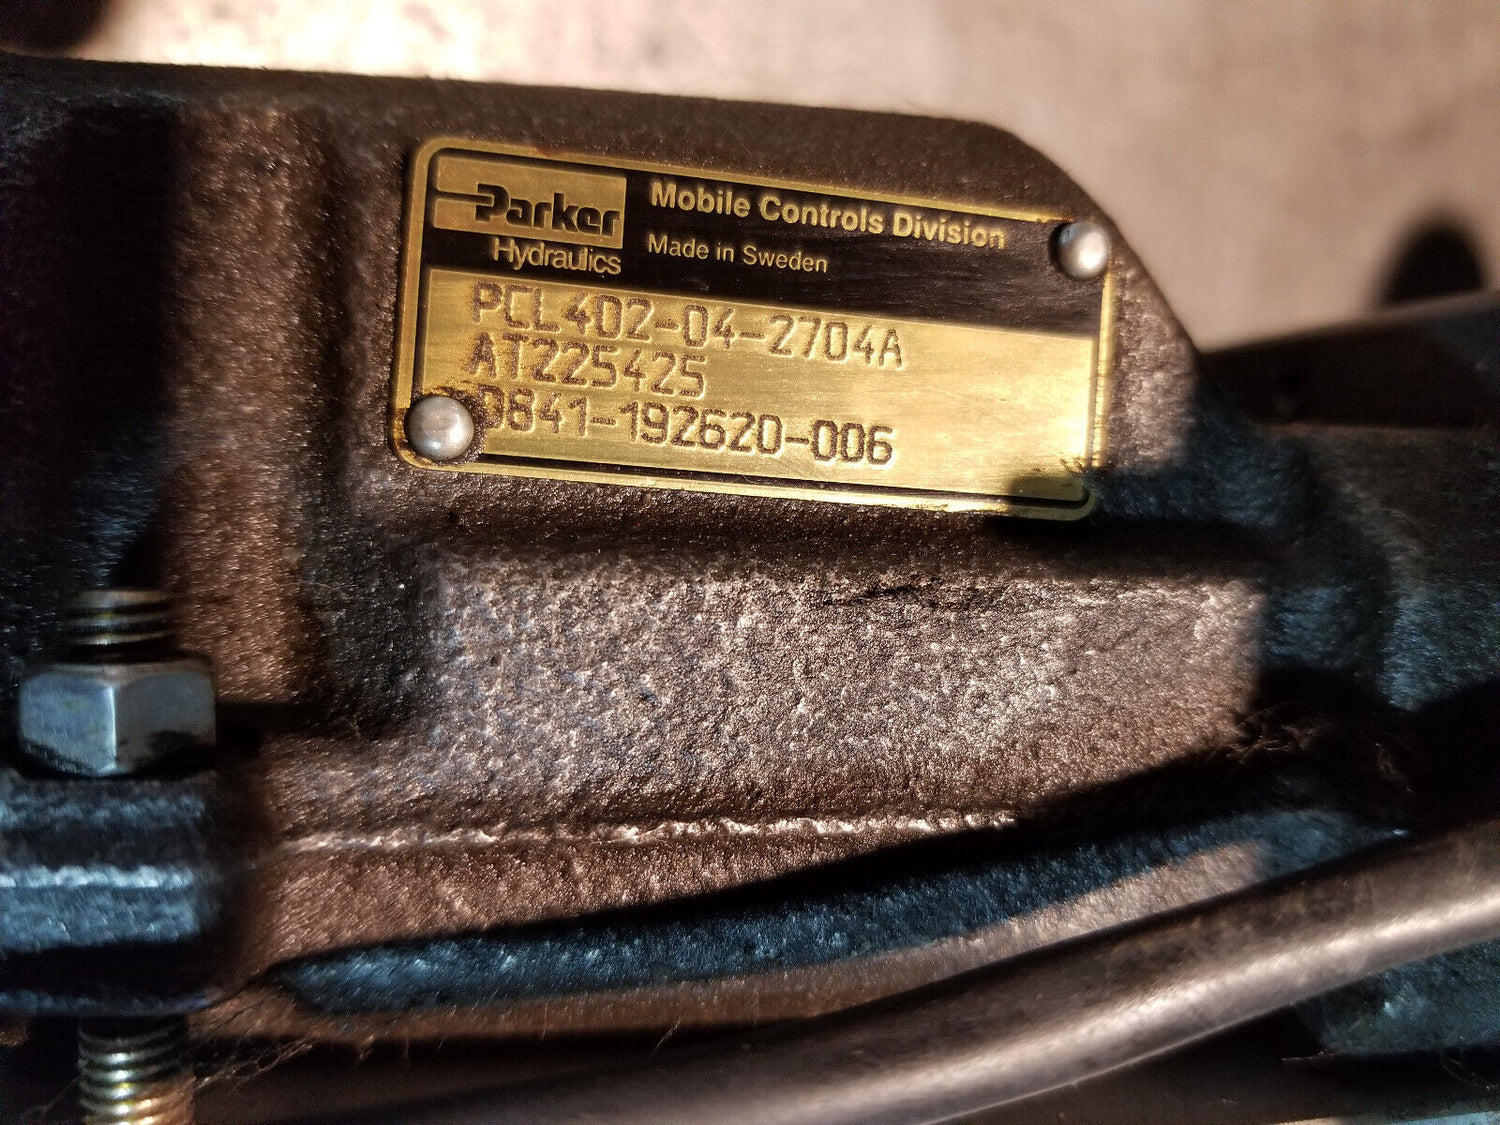 Parker
Hydraulics
Mobile Controls Division
Made in Sweden
PCL402-04-2704A
AT225425
0841-192620-006